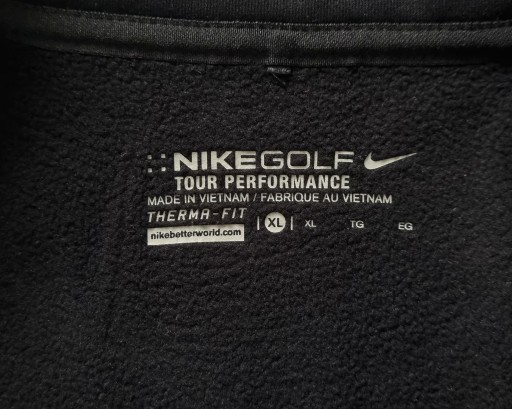 NIKEGOLF
TOUR PERFORMANCE
MADE IN VIETNAM / FABRIQUE AU VIETNAM
THERMA-FIT
nikebetterworld.com | XL | XL TG EG